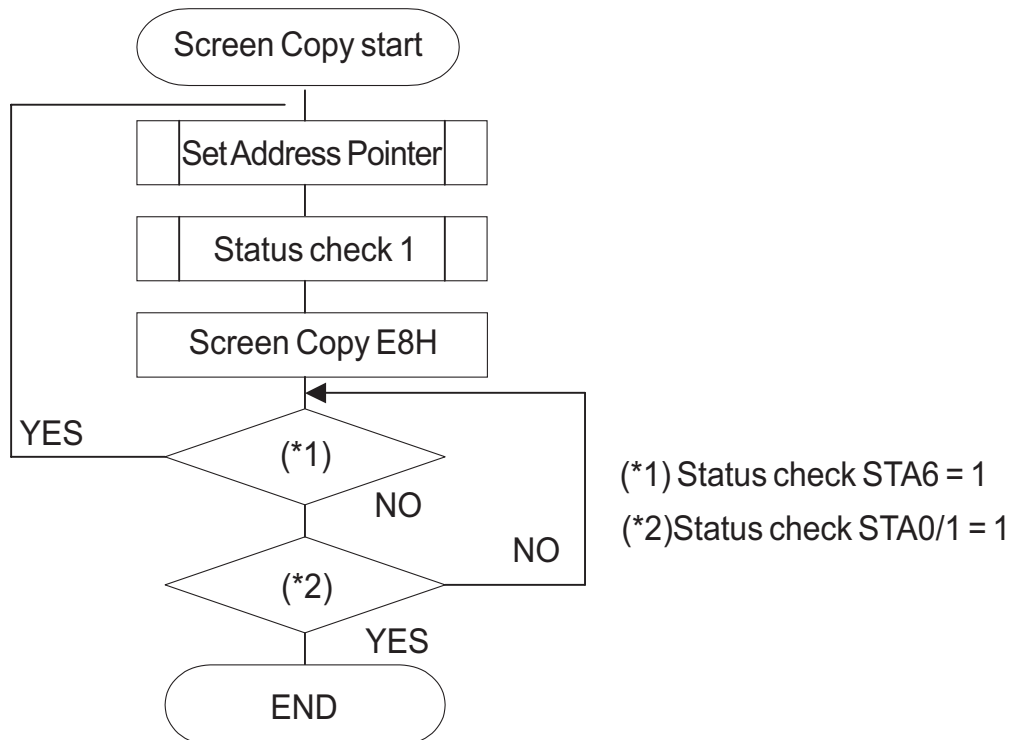 Screen Copy start
Set Address Pointer
Status check 1
Screen Copy E8H
YES
(*1)
NO
(*1) Status check STA6 = 1
(*2)Status check STA0/1 = 1
NO
(*2)
YES
END